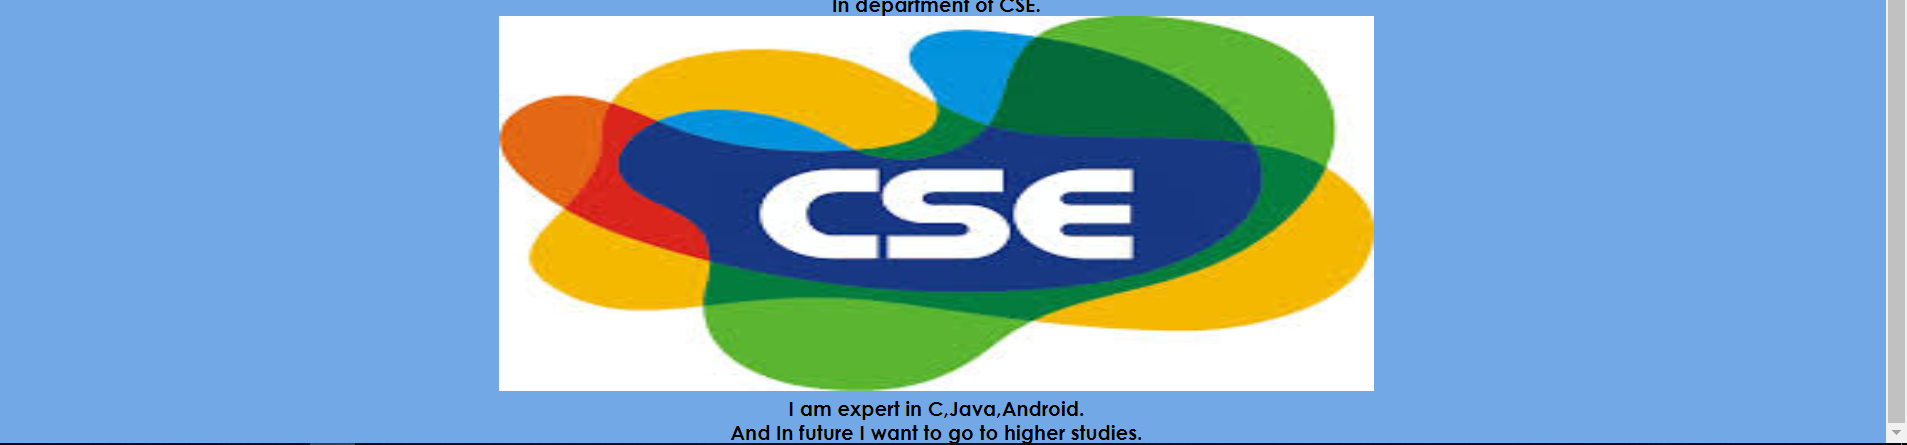 In department of CSE.
CSE
I am expert in C,Java,Android.
And In future I want to go to higher studies.